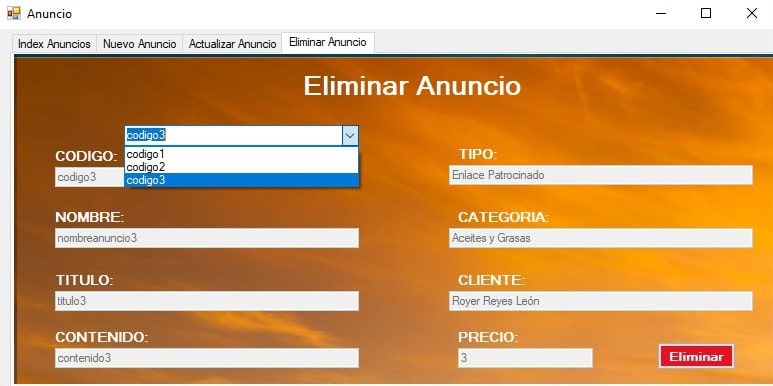 Anuncio
Index Anuncios Nuevo Anuncio Actualizar Anuncio Eliminar Anuncio
Eliminar Anuncio
codigo3
codigo1
codigo2
codigo3
CODIGO:
codigo3
TIPO:
Enlace Patrocinado
NOMBRE:
nombreanuncio3
CATEGORIA:
Aceites y Grasas
TITULO:
titulo3
CLIENTE:
Royer Reyes León
CONTENIDO:
contenido3
PRECIO:
3
Eliminar